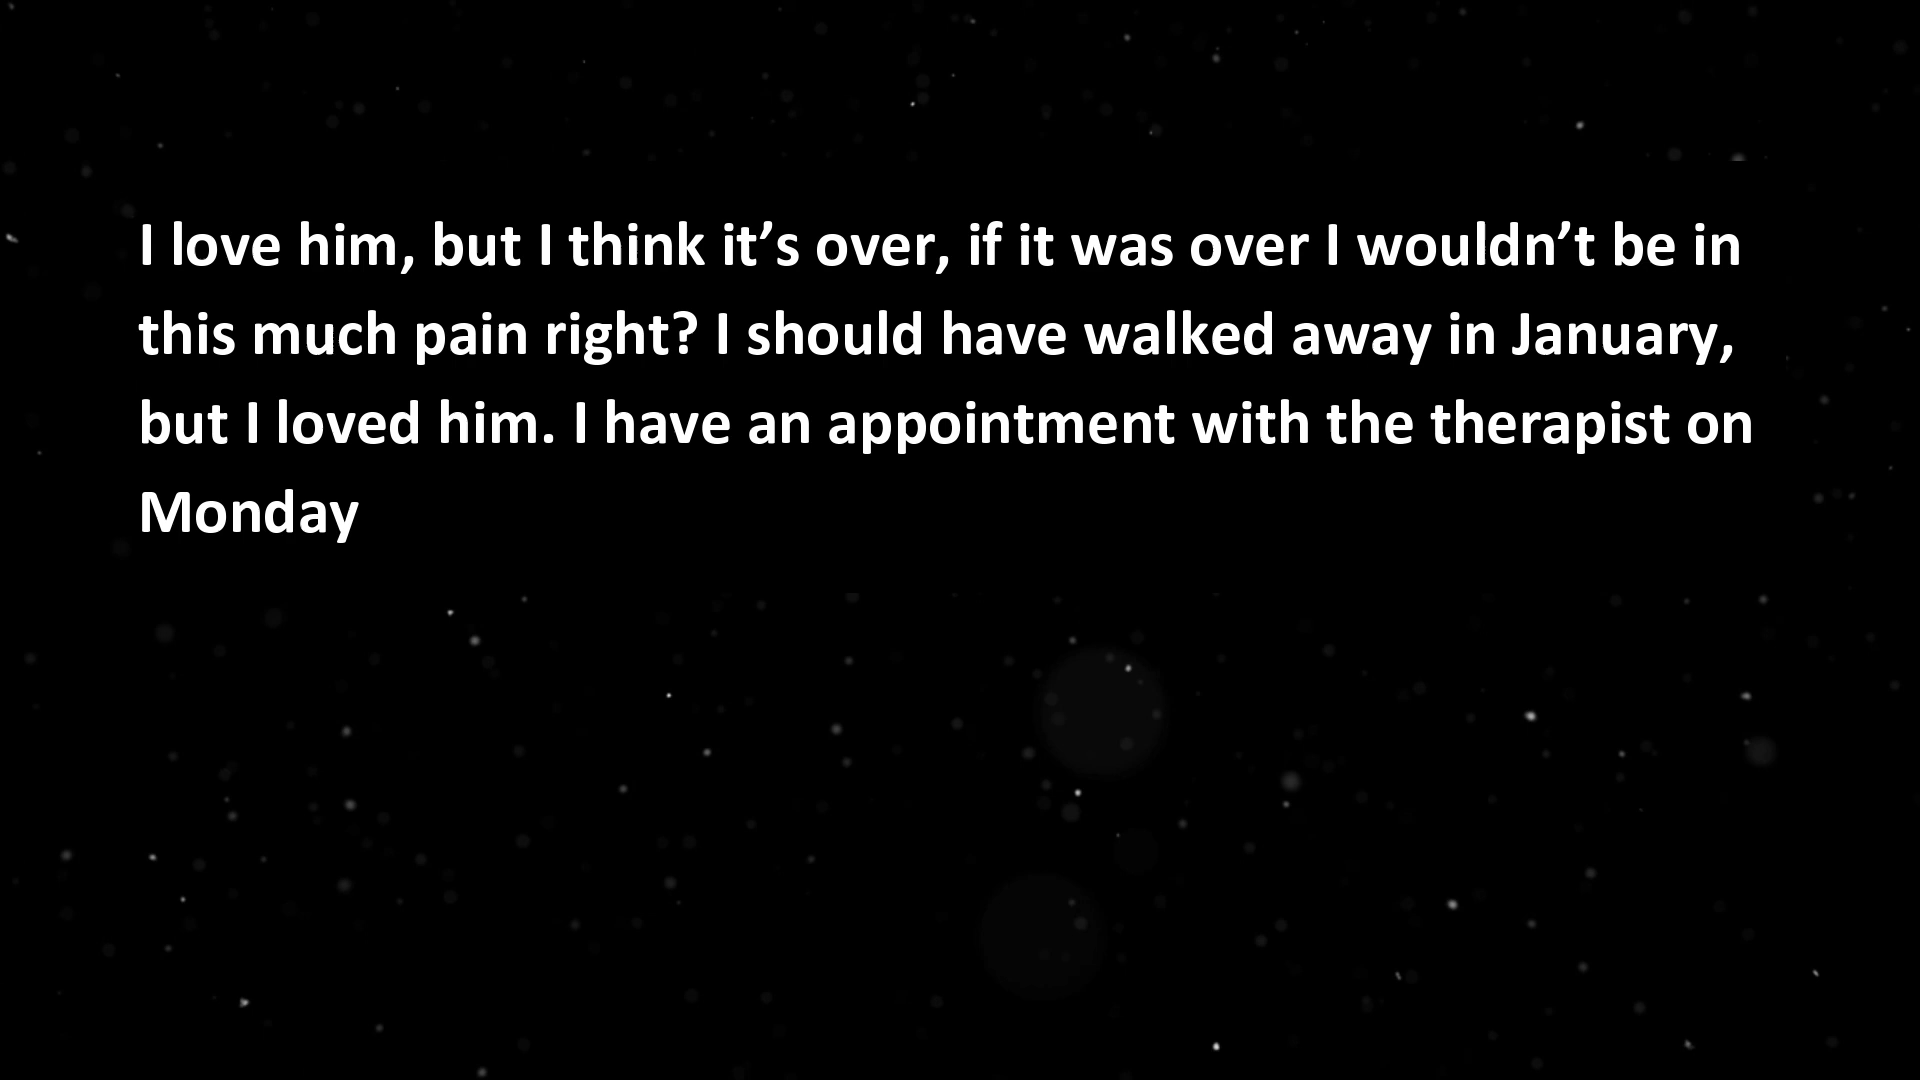 I love him, but I think it’s over, if it was over I wouldn’t be in
this much pain right? I should have walked away in January,
but I loved him. I have an appointment with the therapist on
Monday